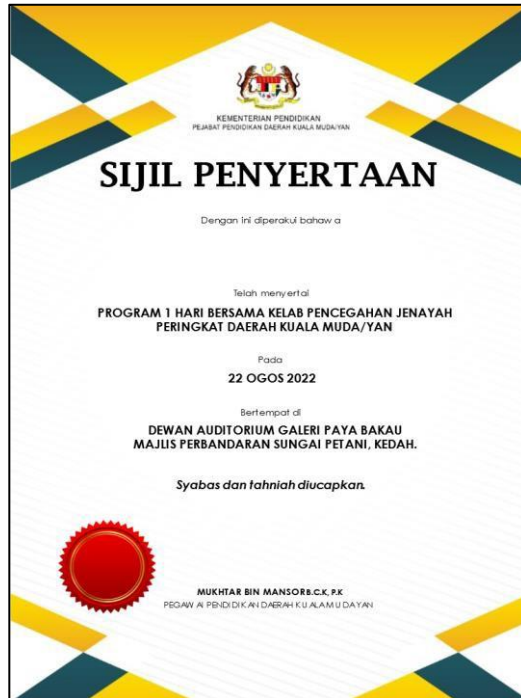 KEMENTERIAN PENDIDIKAN
PEJABAT PENDIDIKAN DAERAH KUALA MUDA/YAN
SIJIL PENYERTAAN
Dengan ini diperakui bahawa
Telah menyertai
PROGRAM 1 HARI BERSAMA KELAB PENCEGAHAN JENAYAH
PERINGKAT DAERAH KUALA MUDA/YAN
Pada
22 OGOS 2022
Bertempat di
DEWAN AUDITORIUM GALERI PAYA BAKAU
MAJLIS PERBANDARAN SUNGAI PETANI, KEDAH.
Syabas dan tahniah diucapkan.
MUKHTAR BIN MANSOR B.C.K, P.K
PEGAWAI PENDIDIKAN DAERAH KUALA MUDA YAN